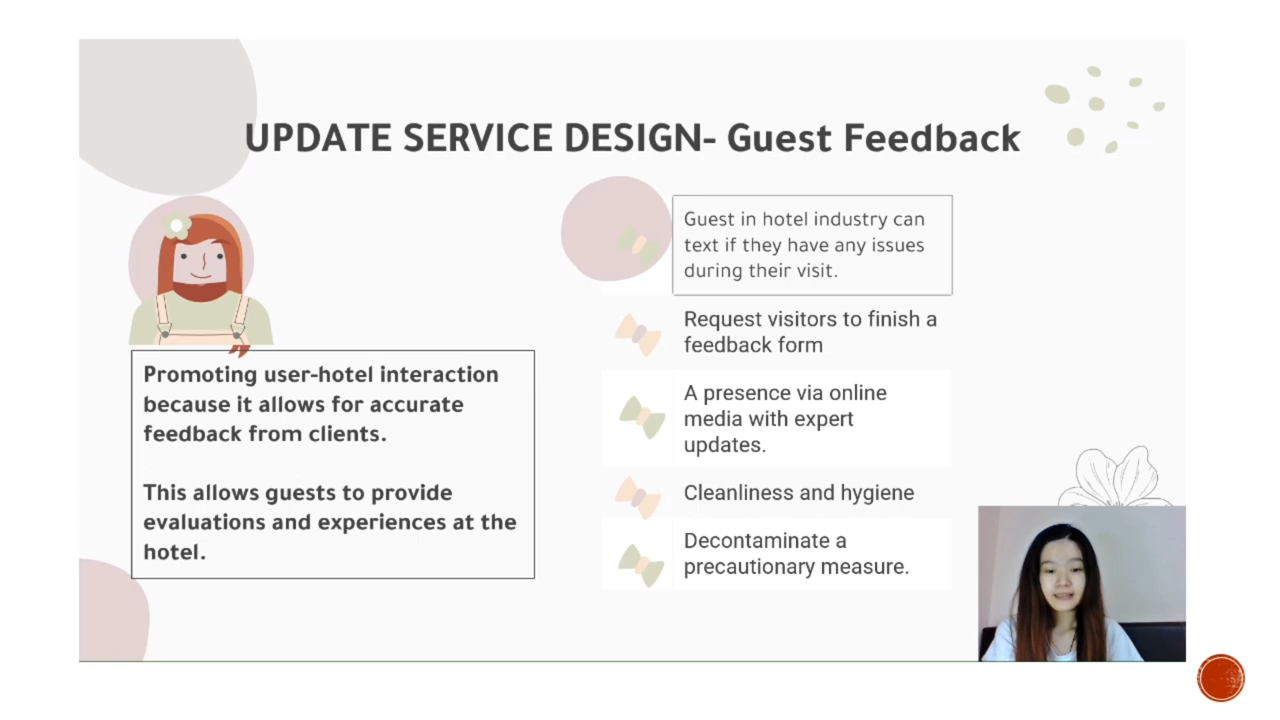 UPDATE SERVICE DESIGN- Guest Feedback
Promoting user-hotel interaction
because it allows for accurate
feedback from clients.
This allows guests to provide
evaluations and experiences at the
hotel.
Guest in hotel industry can
text if they have any issues
during their visit.
Request visitors to finish a
feedback form
A presence via online
media with expert
updates.
Cleanliness and hygiene
Decontaminate a
precautionary measure.